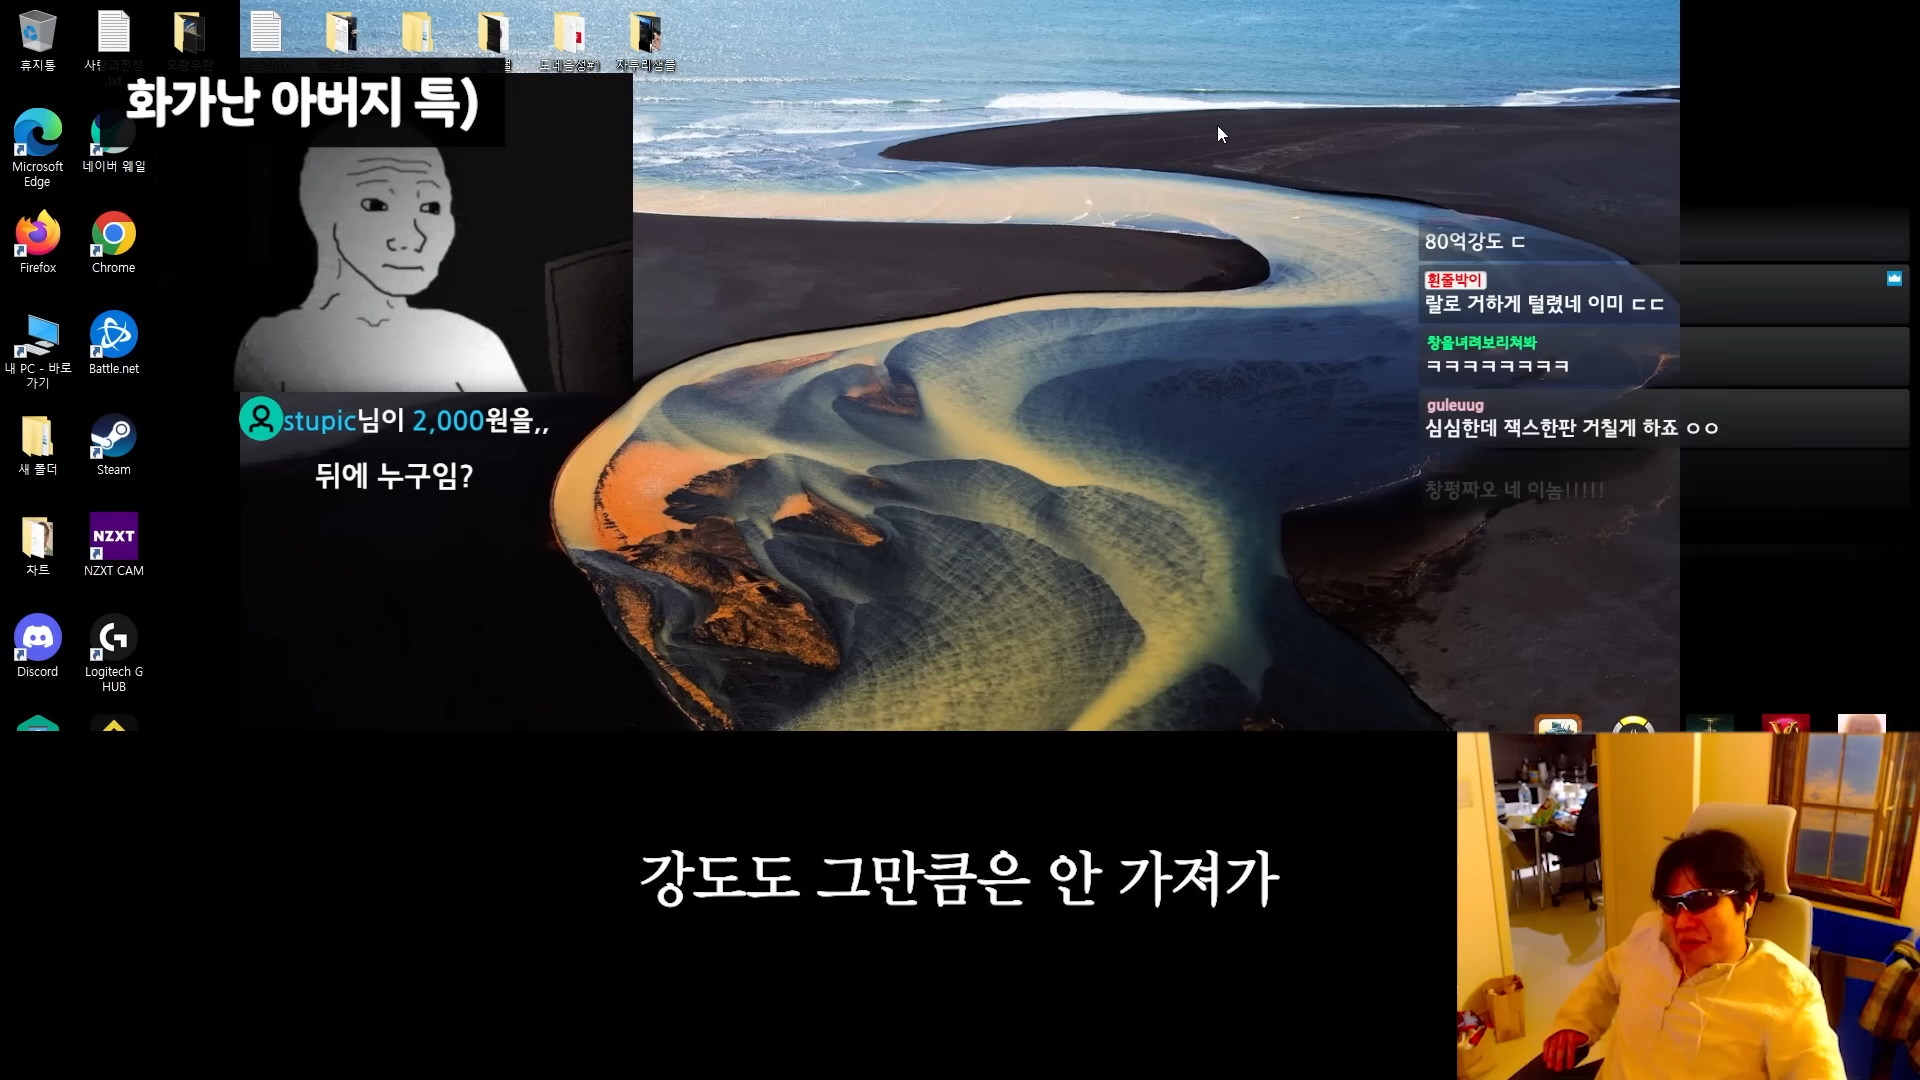 휴지통
화가난 아버지 특)
Microsoft
Edge
네이버 웨일
Firefox
Chrome
내 PC - 바로
가기
Battle.net
새 폴더
Steam
차트
NZXT
NZXT CAM
Discord
Logitech G
HUB
stupic님이 2,000원을,,
뒤에 누구임?
80억강도 ㄷ
흰줄박이
랄로 거하게 털렸네 이미 ㄷㄷ
창을녀려보리쳐봐
ㅋㅋㅋㅋㅋㅋㅋㅋ
guleuug
심심한데 잭스한판 거칠게 하죠 ㅇㅇ
창펑짜오 네 이놈!!!!!
강도도 그만큼은 안 가져가